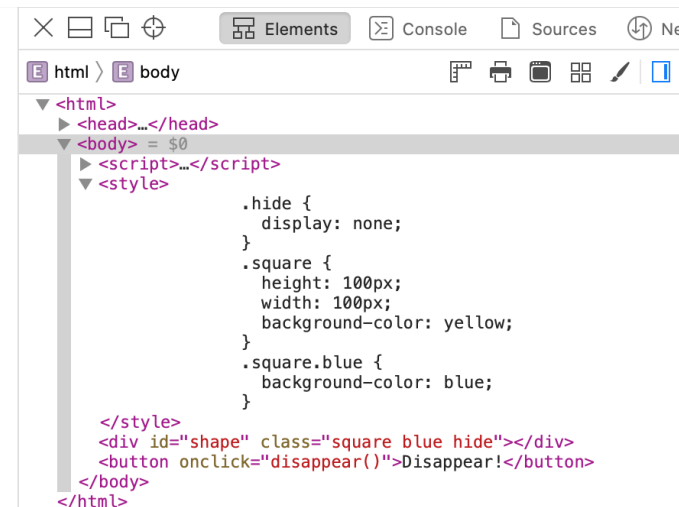 Elements Console Sources Ne
E html E body
<html>
<head>…</head>
<body> = $0
<script>…</script>
<style>
.hide {
display: none;
}
.square {
height: 100px;
width: 100px;
background-color: yellow;
}
.square.blue {
background-color: blue;
}
</style>
<div id="shape" class="square blue hide"></div>
<button onclick="disappear()">Disappear!</button>
</body>
</html>